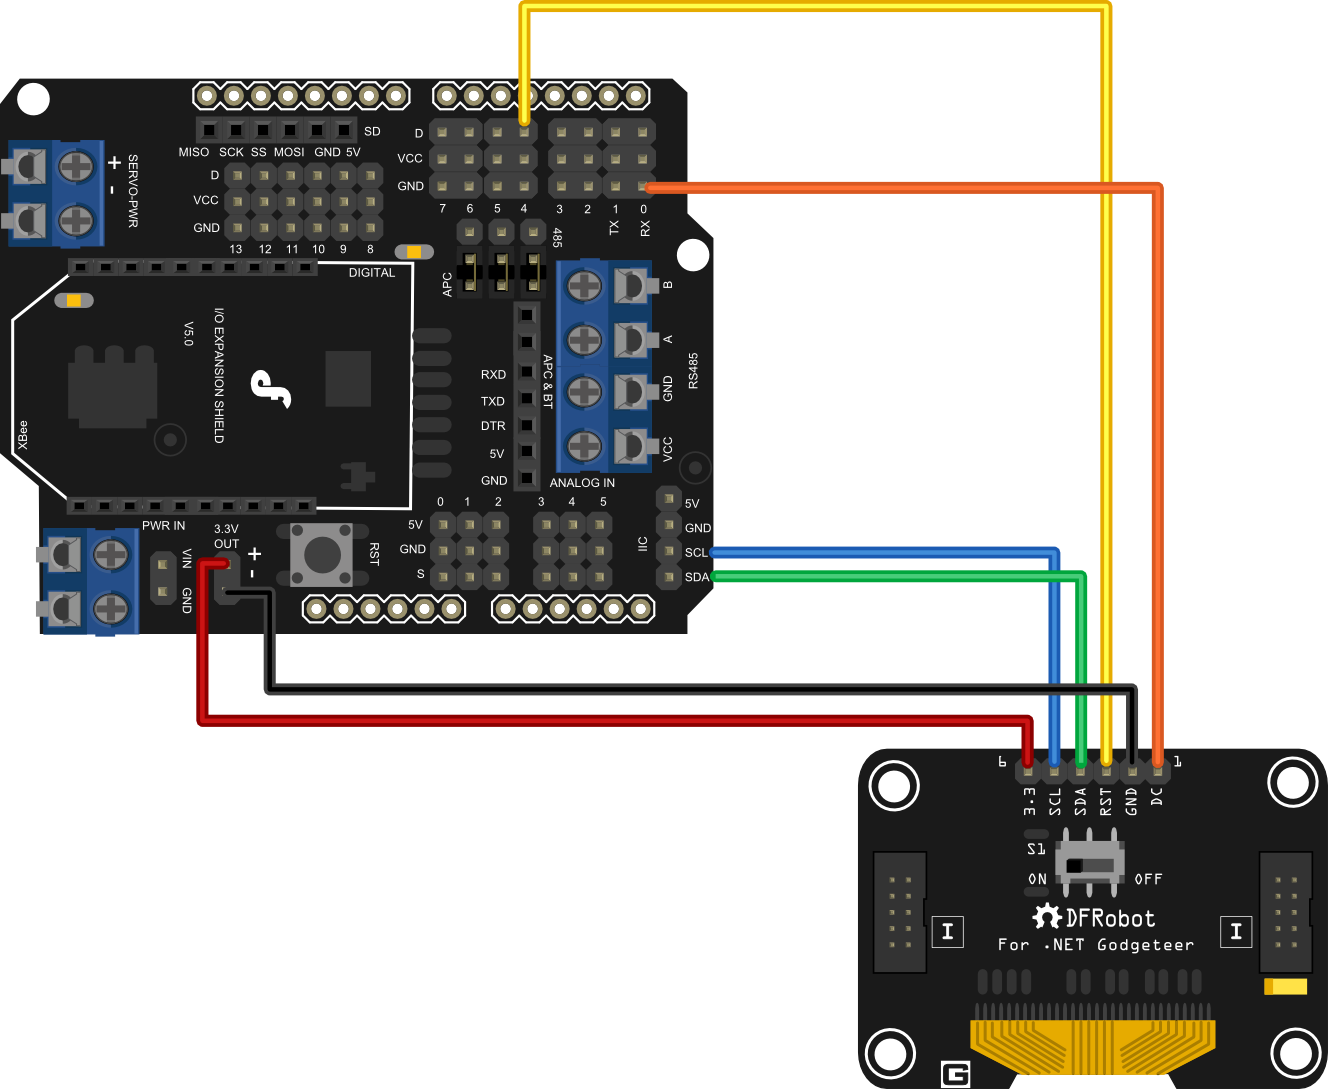 SD
MISO SCK SS MOSI GND 5V
D
VCC
GND
13 12 11 10 9 8
DIGITAL
+
-
SERVO-PWR
D
VCC
GND
7 6 5 4 3 2 1 0
TX
RX
485
APC
B
A
GND
VCC
RS485
APC & BT
RXD
TXD
DTR
5V
GND
V5.0
I/O EXPANSION SHIELD
XBee
ANALOG IN
0 1 2 3 4 5
5V
GND
S
5V
GND
SCL
SDA
IIC
PWR IN
VIN
GND
3.3V
OUT
+
-
RST
6
1
3.3
SCL
SDA
RST
GND
DC
S1
ON
OFF
DFRobot
For .NET Godgeteer
I
I
G